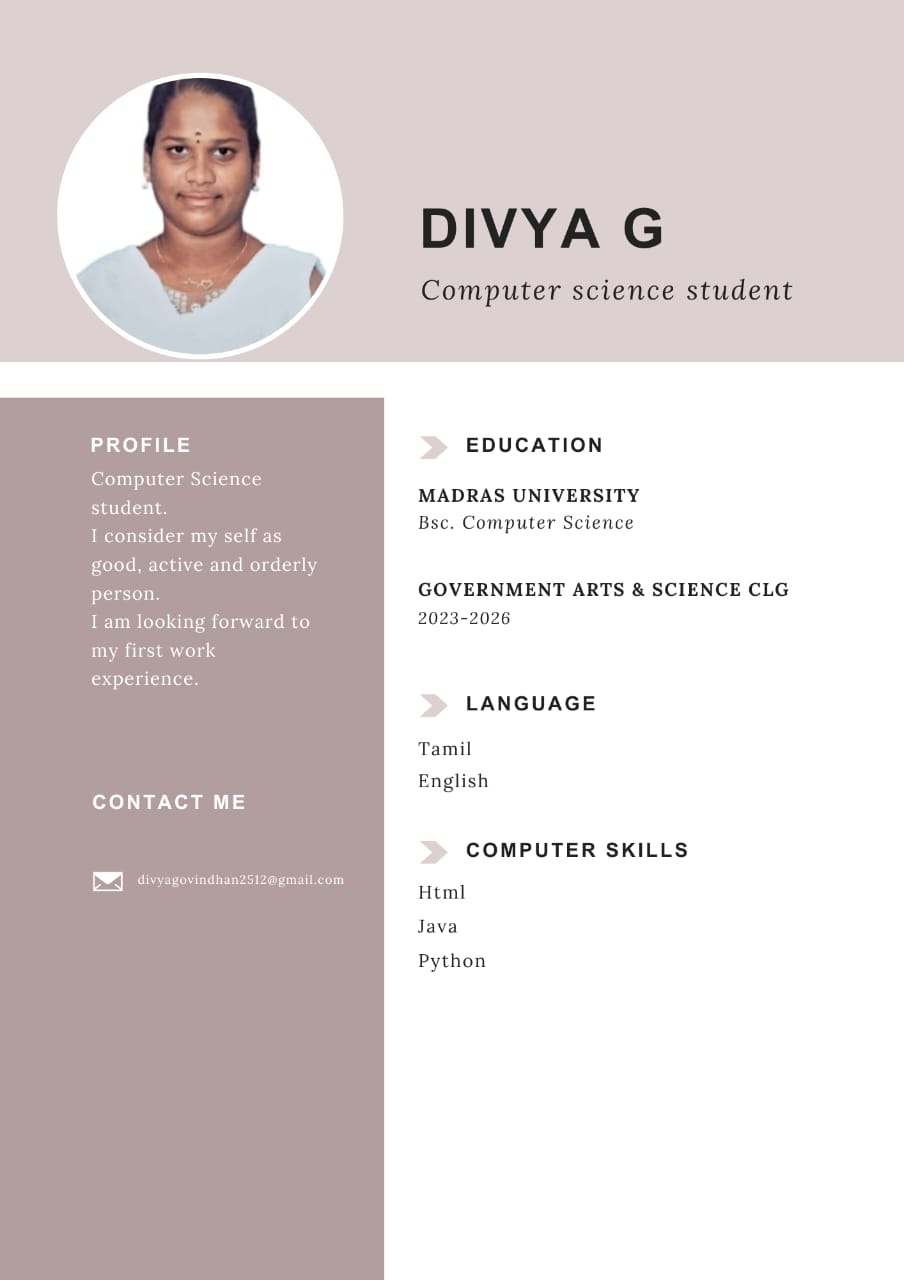 DIVYA G
Computer science student
PROFILE
Computer Science
student.
I consider my self as
good, active and orderly
person.
I am looking forward to
my first work
experience.
CONTACT ME
divyagovindhan2512@gmail.com
EDUCATION
MADRAS UNIVERSITY
Bsc. Computer Science
GOVERNMENT ARTS & SCIENCE CLG
2023-2026
LANGUAGE
Tamil
English
COMPUTER SKILLS
Html
Java
Python